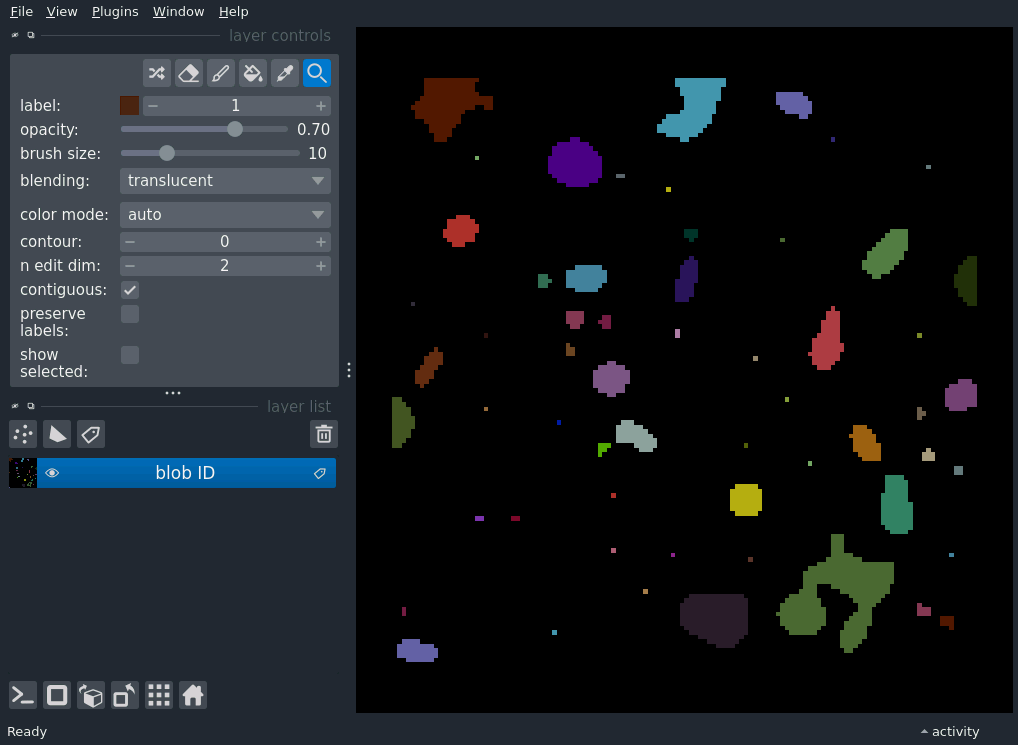 File View Plugins Window Help
layer controls
label: 1
opacity: 0.70
brush size: 10
blending: translucent
color mode: auto
contour: 0
n edit dim: 2
contiguous:
preserve
labels:
show
selected:
layer list
blob ID
Ready
activity